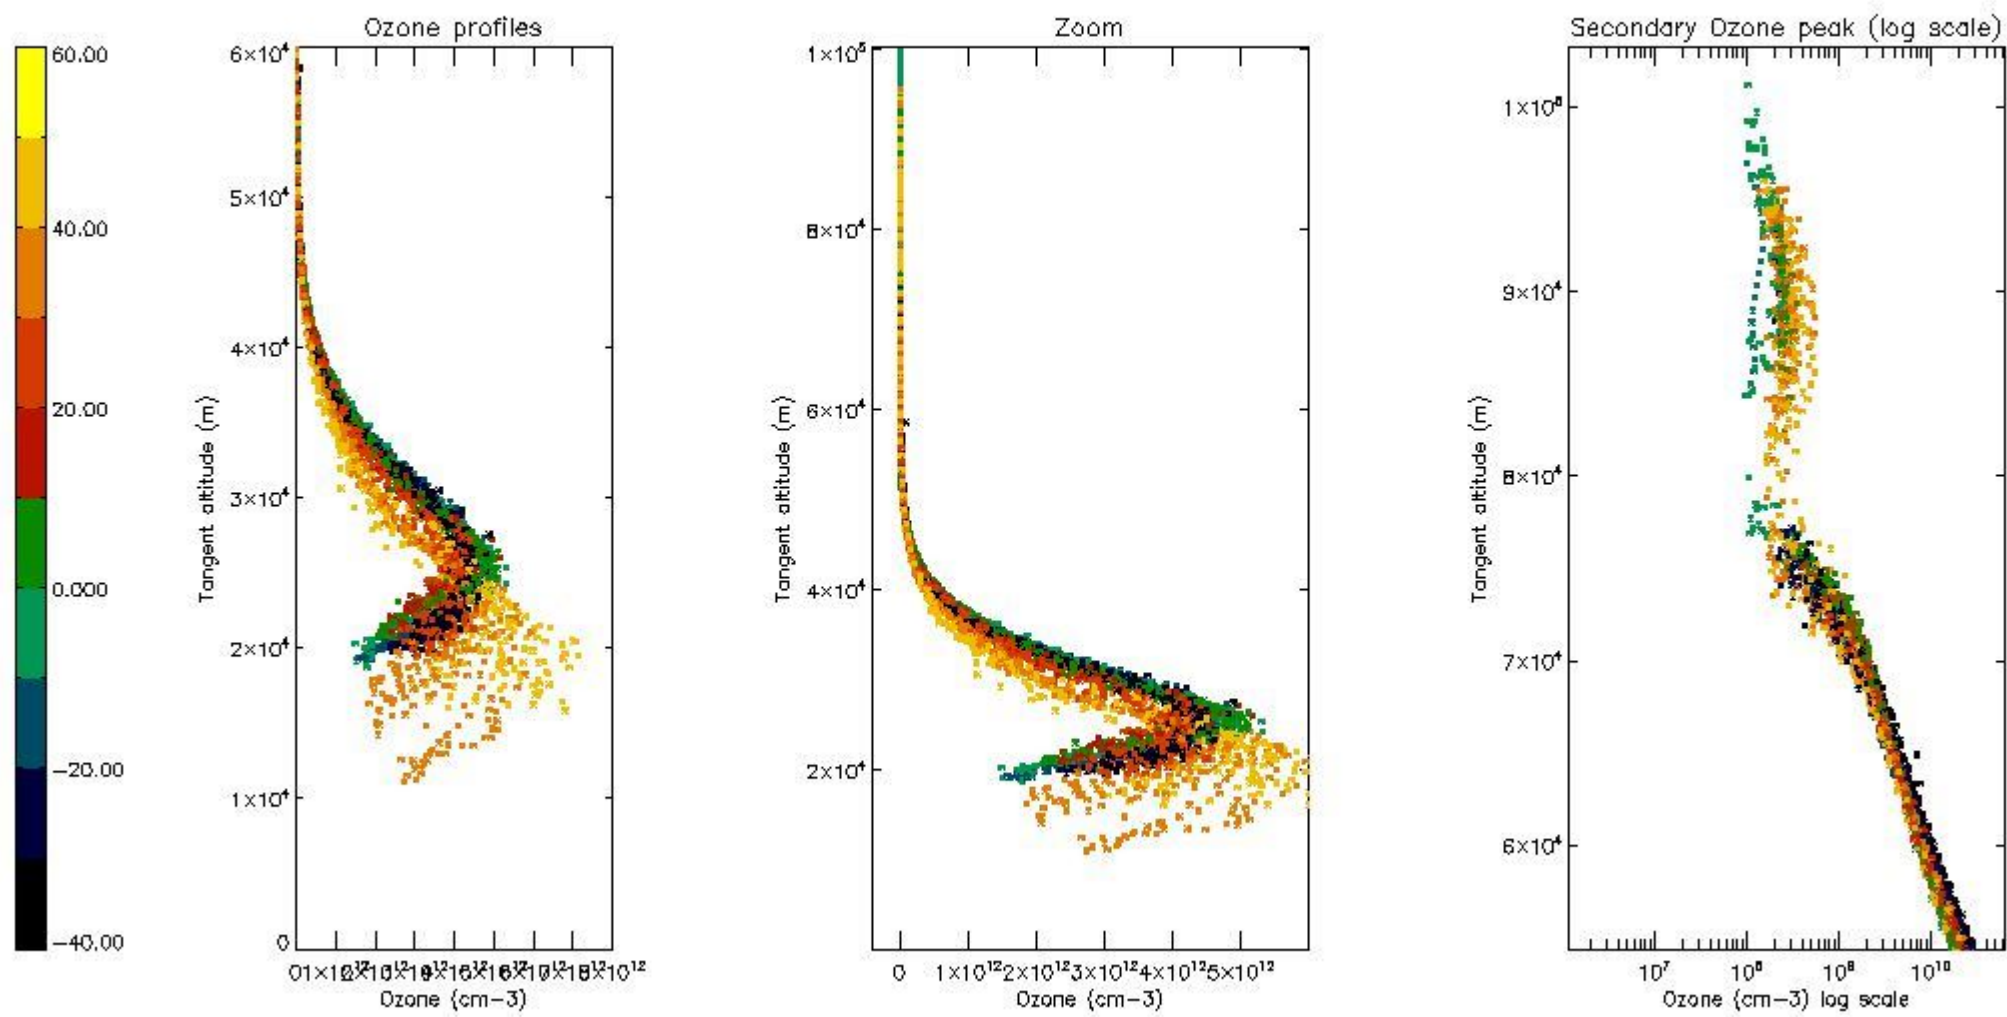 Ozone profiles
Zoom
Secondary Ozone peak (log scale)
60.00
40.00
20.00
0.000
-20.00
-40.00
Tangent altitude (m)
6×10⁴
5×10⁴
4×10⁴
3×10⁴
2×10⁴
1×10⁴
0
Ozone (cm-3)
Tangent altitude (m)
1×10⁵
8×10⁴
6×10⁴
4×10⁴
2×10⁴
0 1×10¹² 2×10¹² 3×10¹² 4×10¹² 5×10¹²
Ozone (cm-3)
Tangent altitude (m)
1×10⁵
9×10⁴
8×10⁴
7×10⁴
6×10⁴
10⁷ 10⁸ 10⁹ 10¹⁰
Ozone (cm-3) log scale